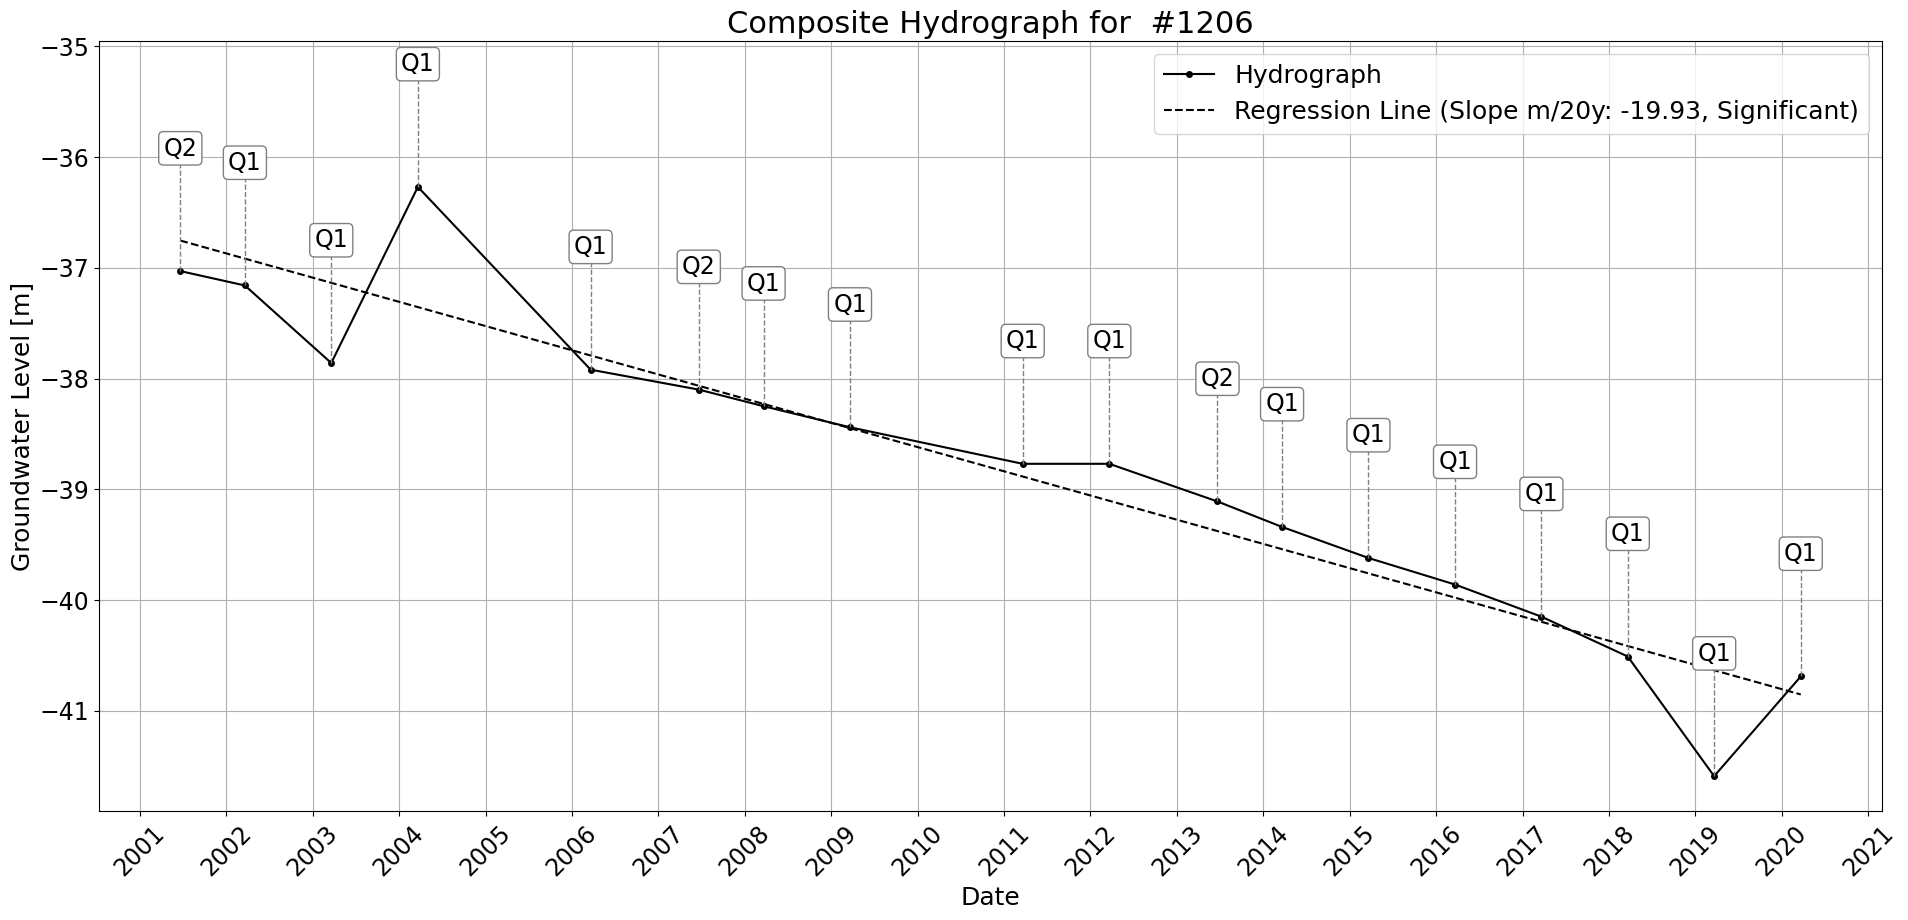 Composite Hydrograph for  #1206
Hydrograph
Regression Line (Slope m/20y: -19.93, Significant)
Groundwater Level [m]
−35
−36
−37
−38
−39
−40
−41
Q2
Q1
Q1
Q1
Q1
Q2
Q1
Q1
Q1
Q1
Q2
Q1
Q1
Q1
Q1
Q1
Q1
Q1
2001
2002
2003
2004
2005
2006
2007
2008
2009
2010
2011
2012
2013
2014
2015
2016
2017
2018
2019
2020
2021
Date